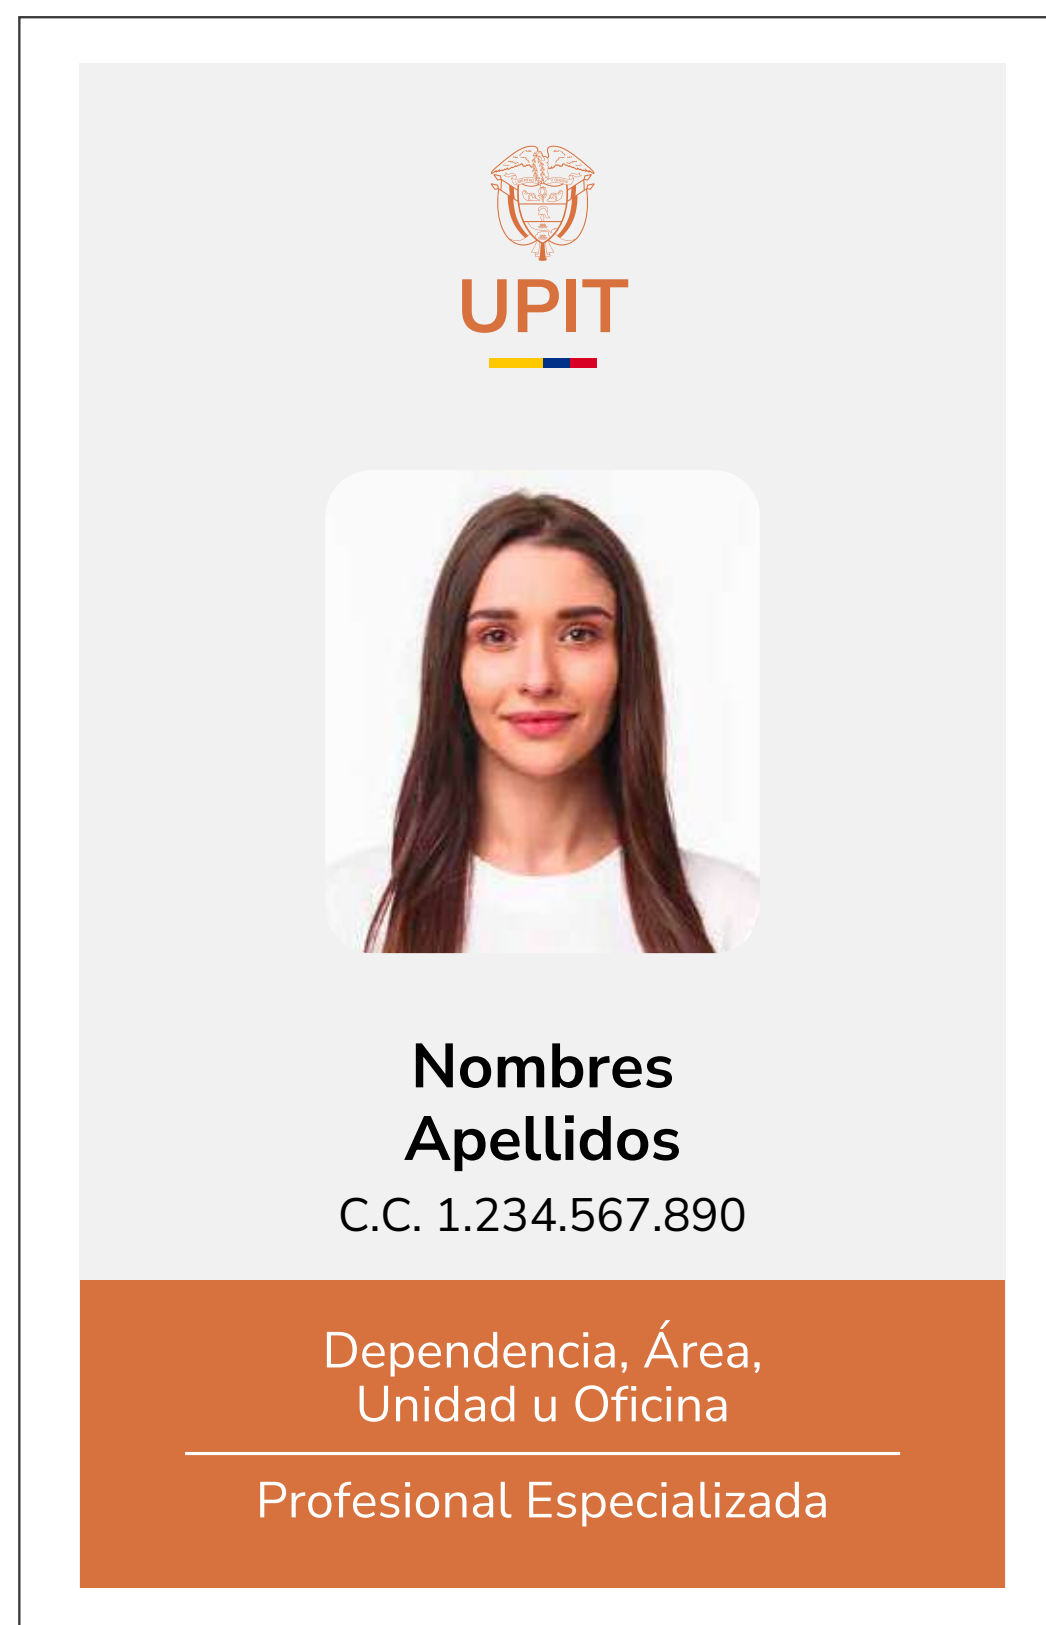 UPIT
Nombres
Apellidos
C.C. 1.234.567.890
Dependencia, Área,
Unidad u Oficina
Profesional Especializada